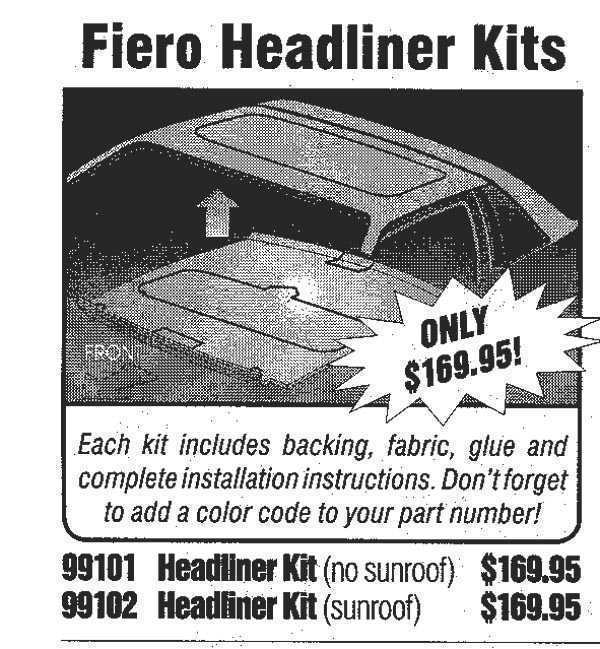 Fiero Headliner Kits
FRONT
ONLY
$169.95!
Each kit includes backing, fabric, glue and
complete installation instructions. Don't forget
to add a color code to your part number!
99101 Headliner Kit (no sunroof) $169.95
99102 Headliner Kit (sunroof) $169.95